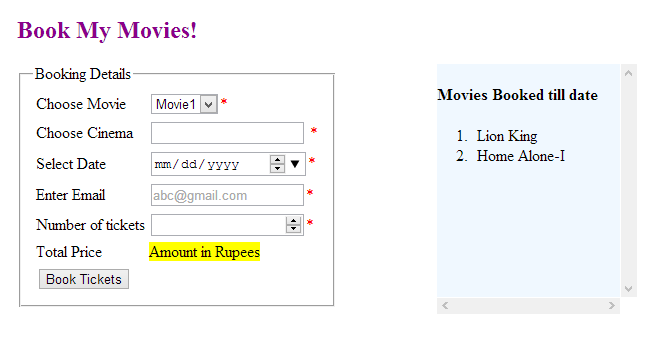 Book My Movies!
Booking Details
Choose Movie Movie1 *
Choose Cinema *
Select Date mm/dd/yyyy *
Enter Email abc@gmail.com *
Number of tickets *
Total Price Amount in Rupees
Book Tickets
Movies Booked till date
1. Lion King
2. Home Alone-I